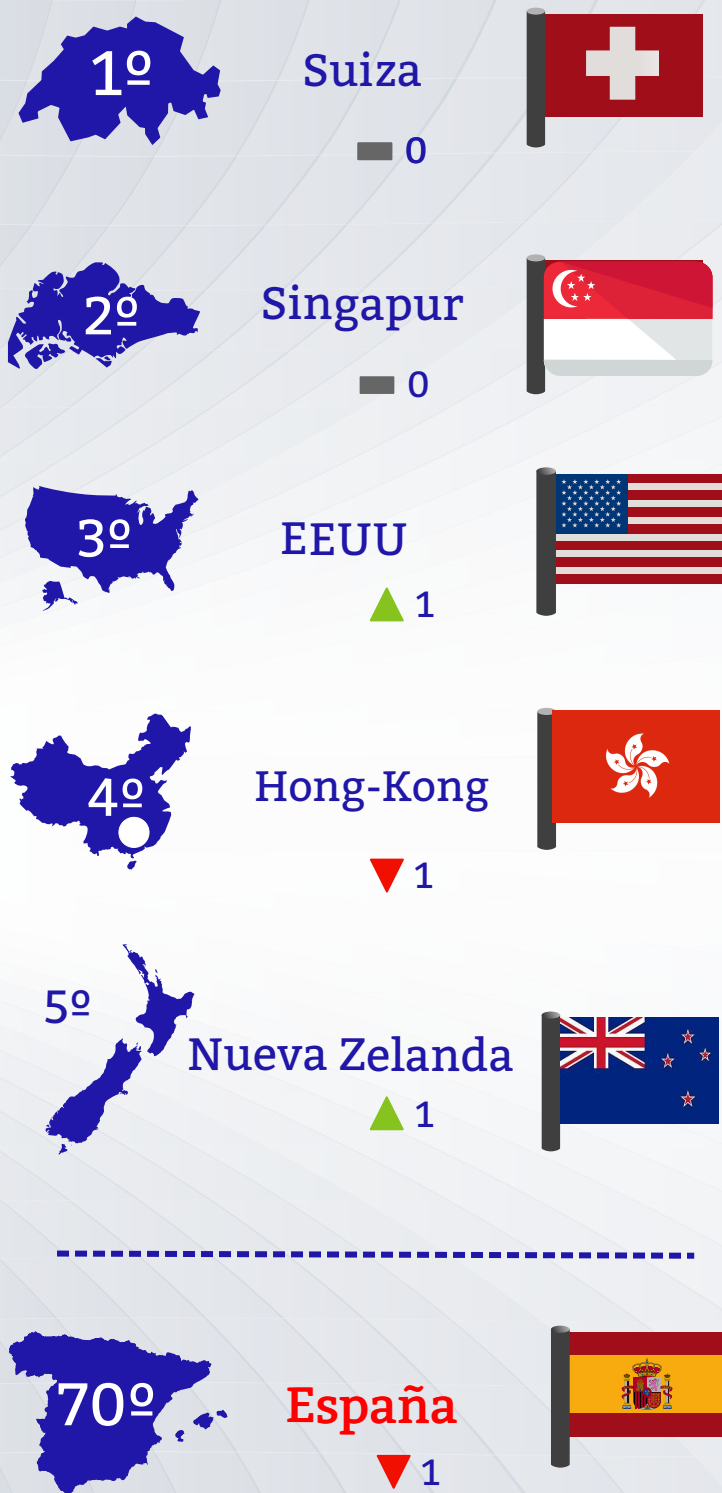 1º
Suiza
0
2º
Singapur
0
3º
EEUU
1
4º
Hong-Kong
1
5º
Nueva Zelanda
1
70º
España
1